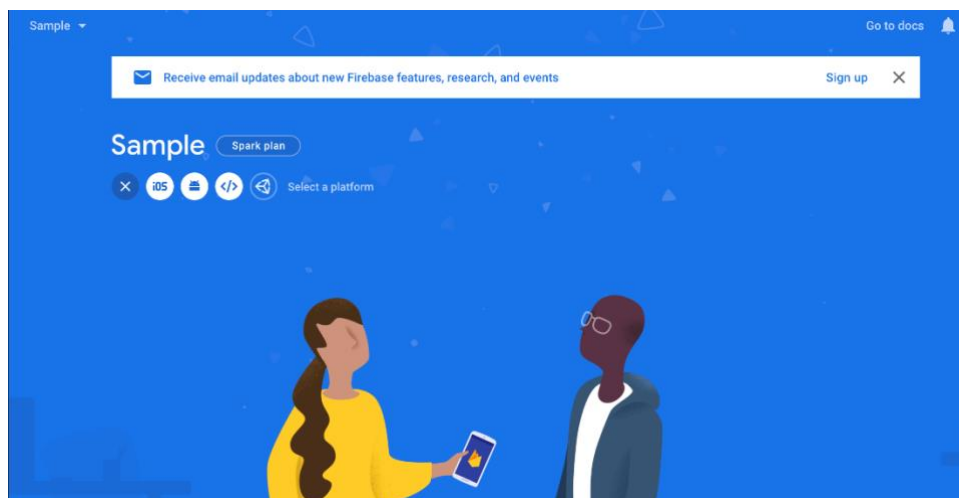 Sample
Go to docs
Receive email updates about new Firebase features, research, and events
Sign up
Sample
Spark plan
iOS
</>
Select a platform